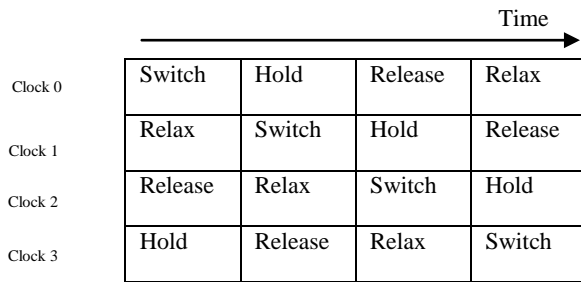 Time
Clock 0 Switch Hold Release Relax
Clock 1 Relax Switch Hold Release
Clock 2 Release Relax Switch Hold
Clock 3 Hold Release Relax Switch